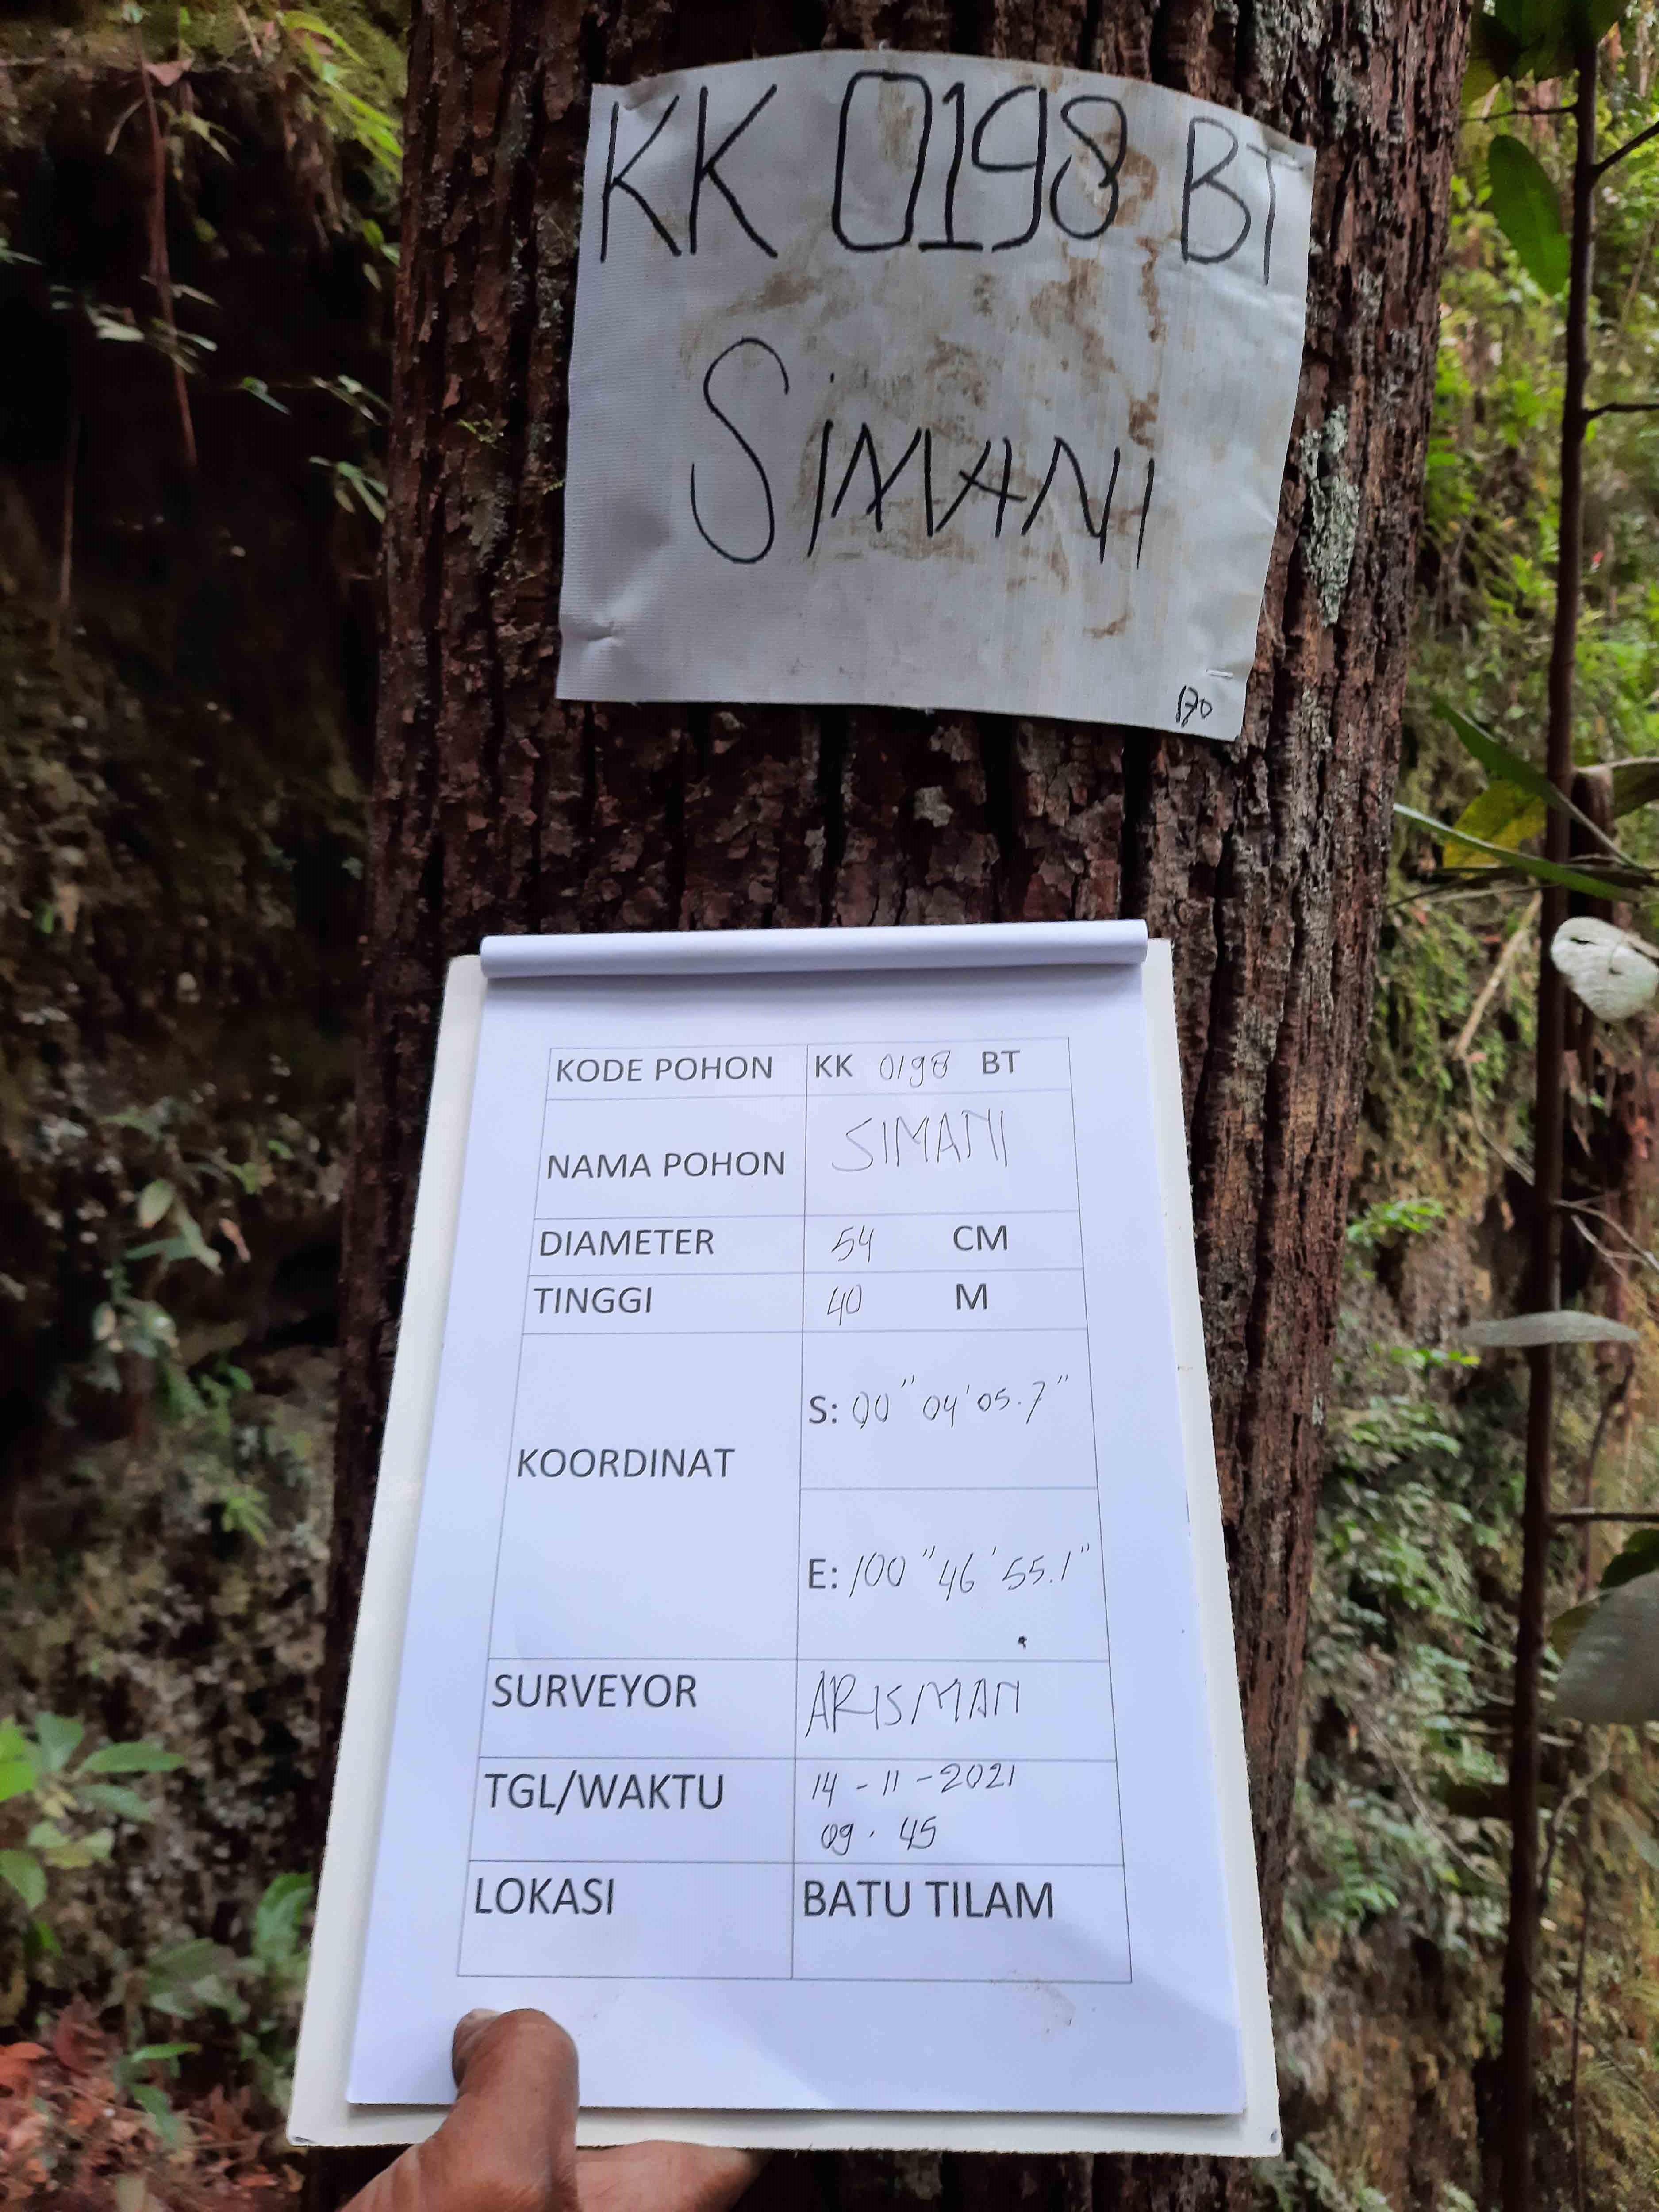 KK 0198 BT
SiMANI
KODE POHON KK 0198 BT
NAMA POHON SIMANI
DIAMETER 54 CM
TINGGI 40 M
KOORDINAT
S: 00" 04' 05.7"
E: 100" 46' 55.1"
SURVEYOR ARISMAN
TGL/WAKTU 14-11-2021
09.45
LOKASI BATU TILAM